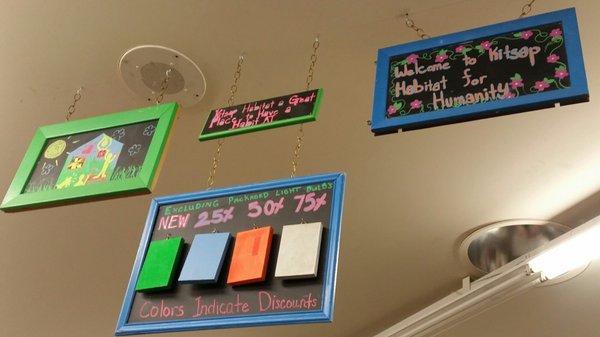 Welcome to Kitsap
Habitat for
Humanity
Kitsap Habitat a Great
Place to Have a
Habit At
EXCLUDING PACKAGED LIGHT BULBS
NEW 25% 50% 75%
Colors Indicate Discounts